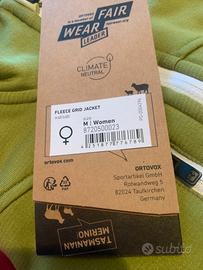 FAIR
WEAR
LEADER
CLIMATE
NEUTRAL
FLEECE GRID JACKET
M | Women
8720500023
ortovox.com
ORTOVOX
Sportartikel GmbH
Rotwandweg 5
82024 Taufkirchen
Germany
TASMANIAN
MERINO
Subito